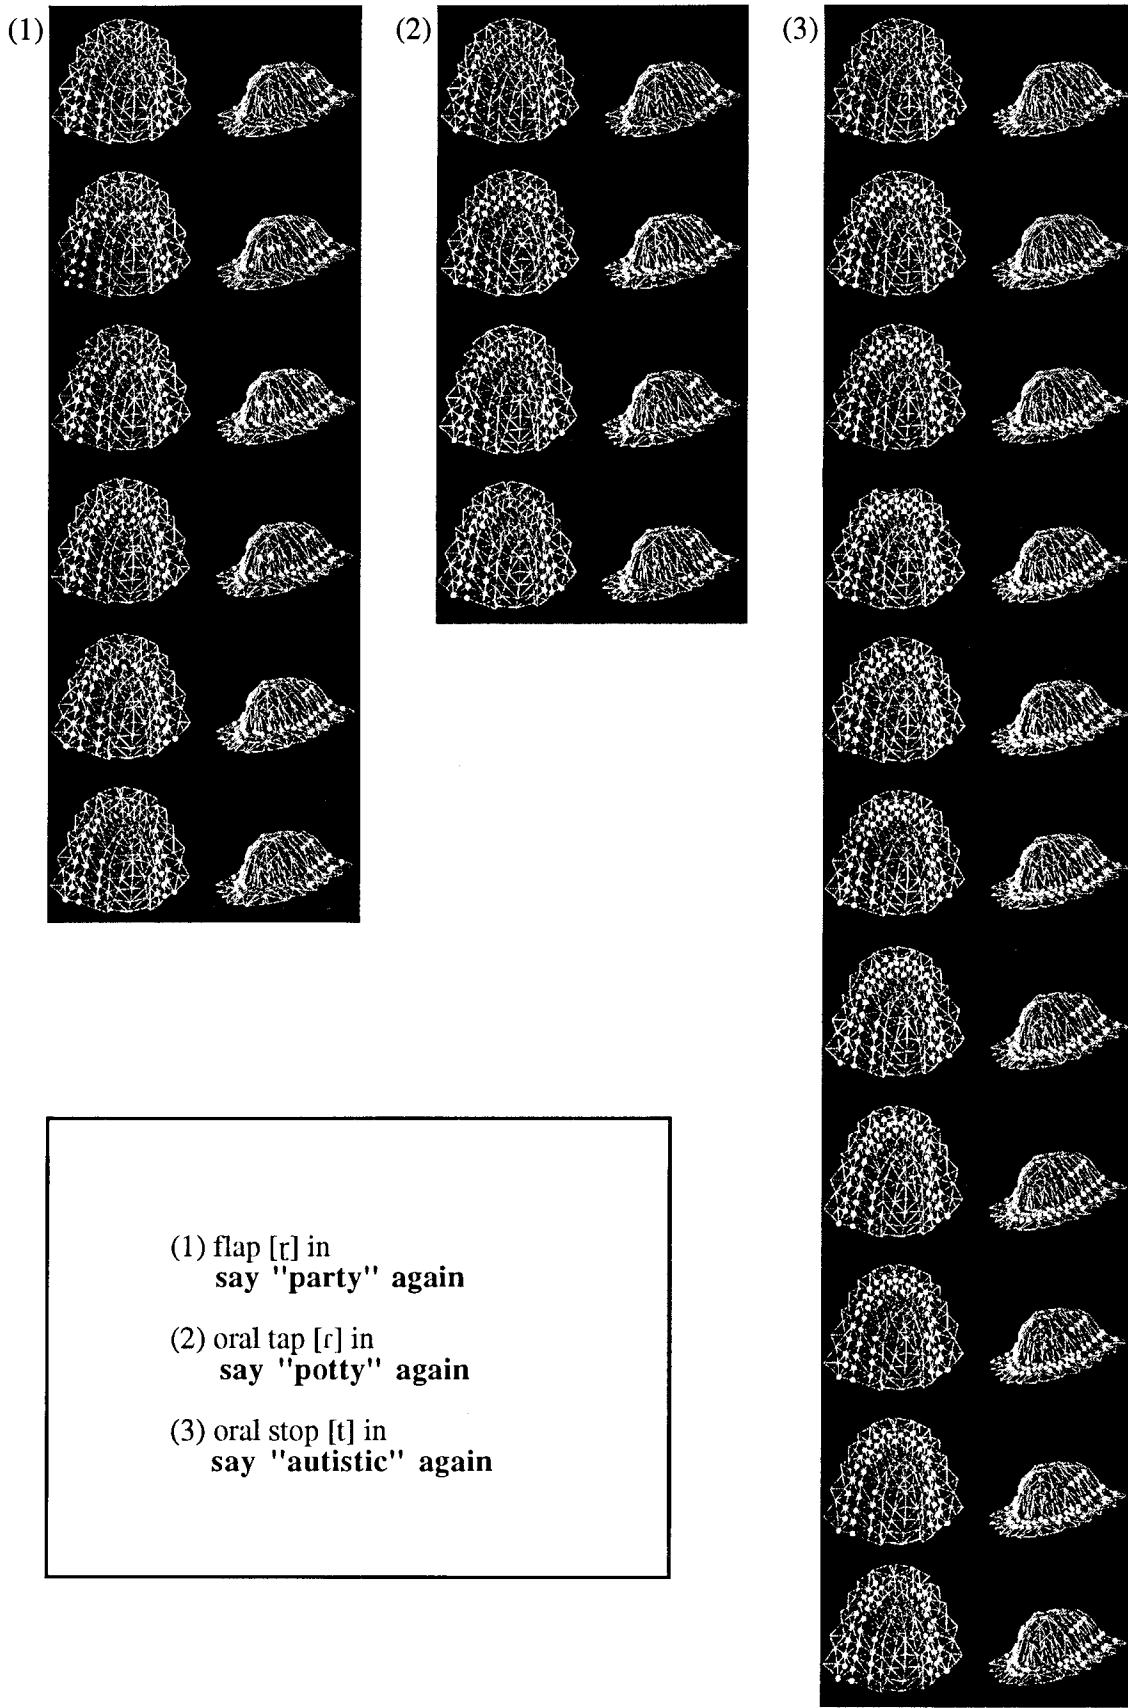 (1)
(2)
(3)
(1) flap [ɽ] in
say "party" again
(2) oral tap [ɾ] in
say "potty" again
(3) oral stop [t] in
say "autistic" again